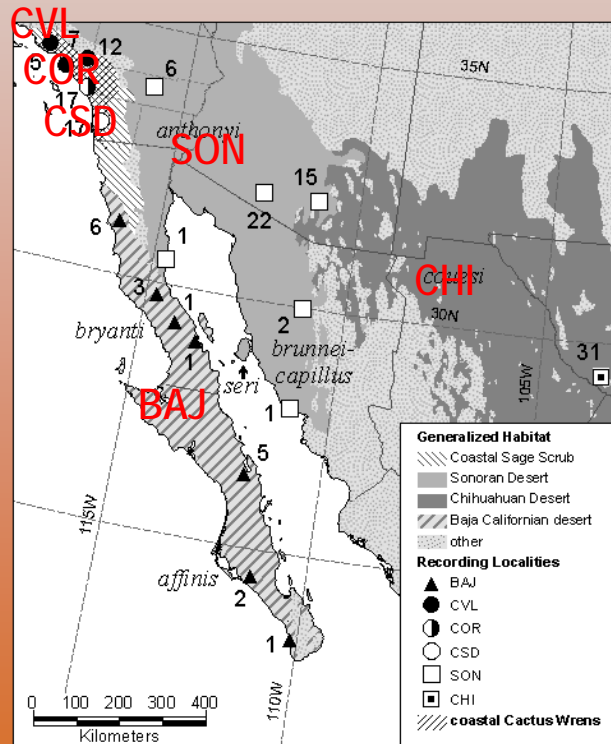 CVL
7
12
5
COR
6
35N
17
CSD
17
anthonyi
SON
15
22
6
1
couesi
CHI
3
1
30N
bryanti
2
brunnei-
capillus
31
1
seri
105W
BAJ
1
5
115W
affinis
2
1
110W
0 100 200 300 400
Kilometers
Generalized Habitat
Coastal Sage Scrub
Sonoran Desert
Chihuahuan Desert
Baja Californian desert
other
Recording Localities
BAJ
CVL
COR
CSD
SON
CHI
coastal Cactus Wrens